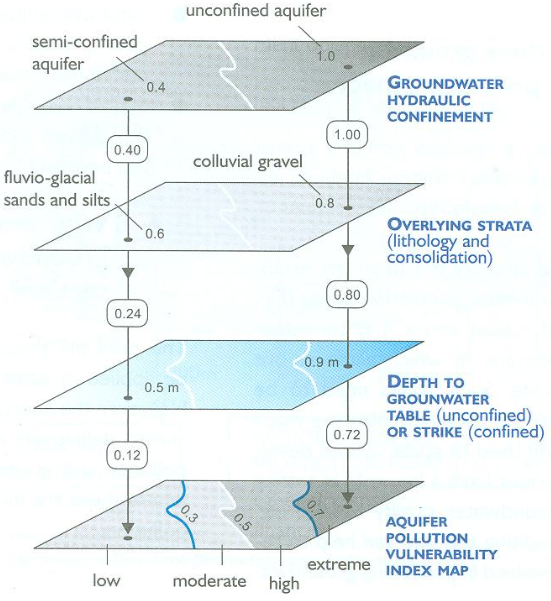 unconfined aquifer
semi-confined
aquifer
1.0
0.4
GROUNDWATER
HYDRAULIC
CONFINEMENT
0.40
1.00
colluvial gravel
fluvio-glacial
sands and silts
0.8
0.6
OVERLYING STRATA
(lithology and
consolidation)
0.24
0.80
0.9 m
0.5 m
DEPTH TO
GROUNWATER
TABLE (unconfined)
OR STRIKE (confined)
0.12
0.72
0.3
0.5
0.7
AQUIFER
POLLUTION
VULNERABILITY
INDEX MAP
low
moderate
high
extreme